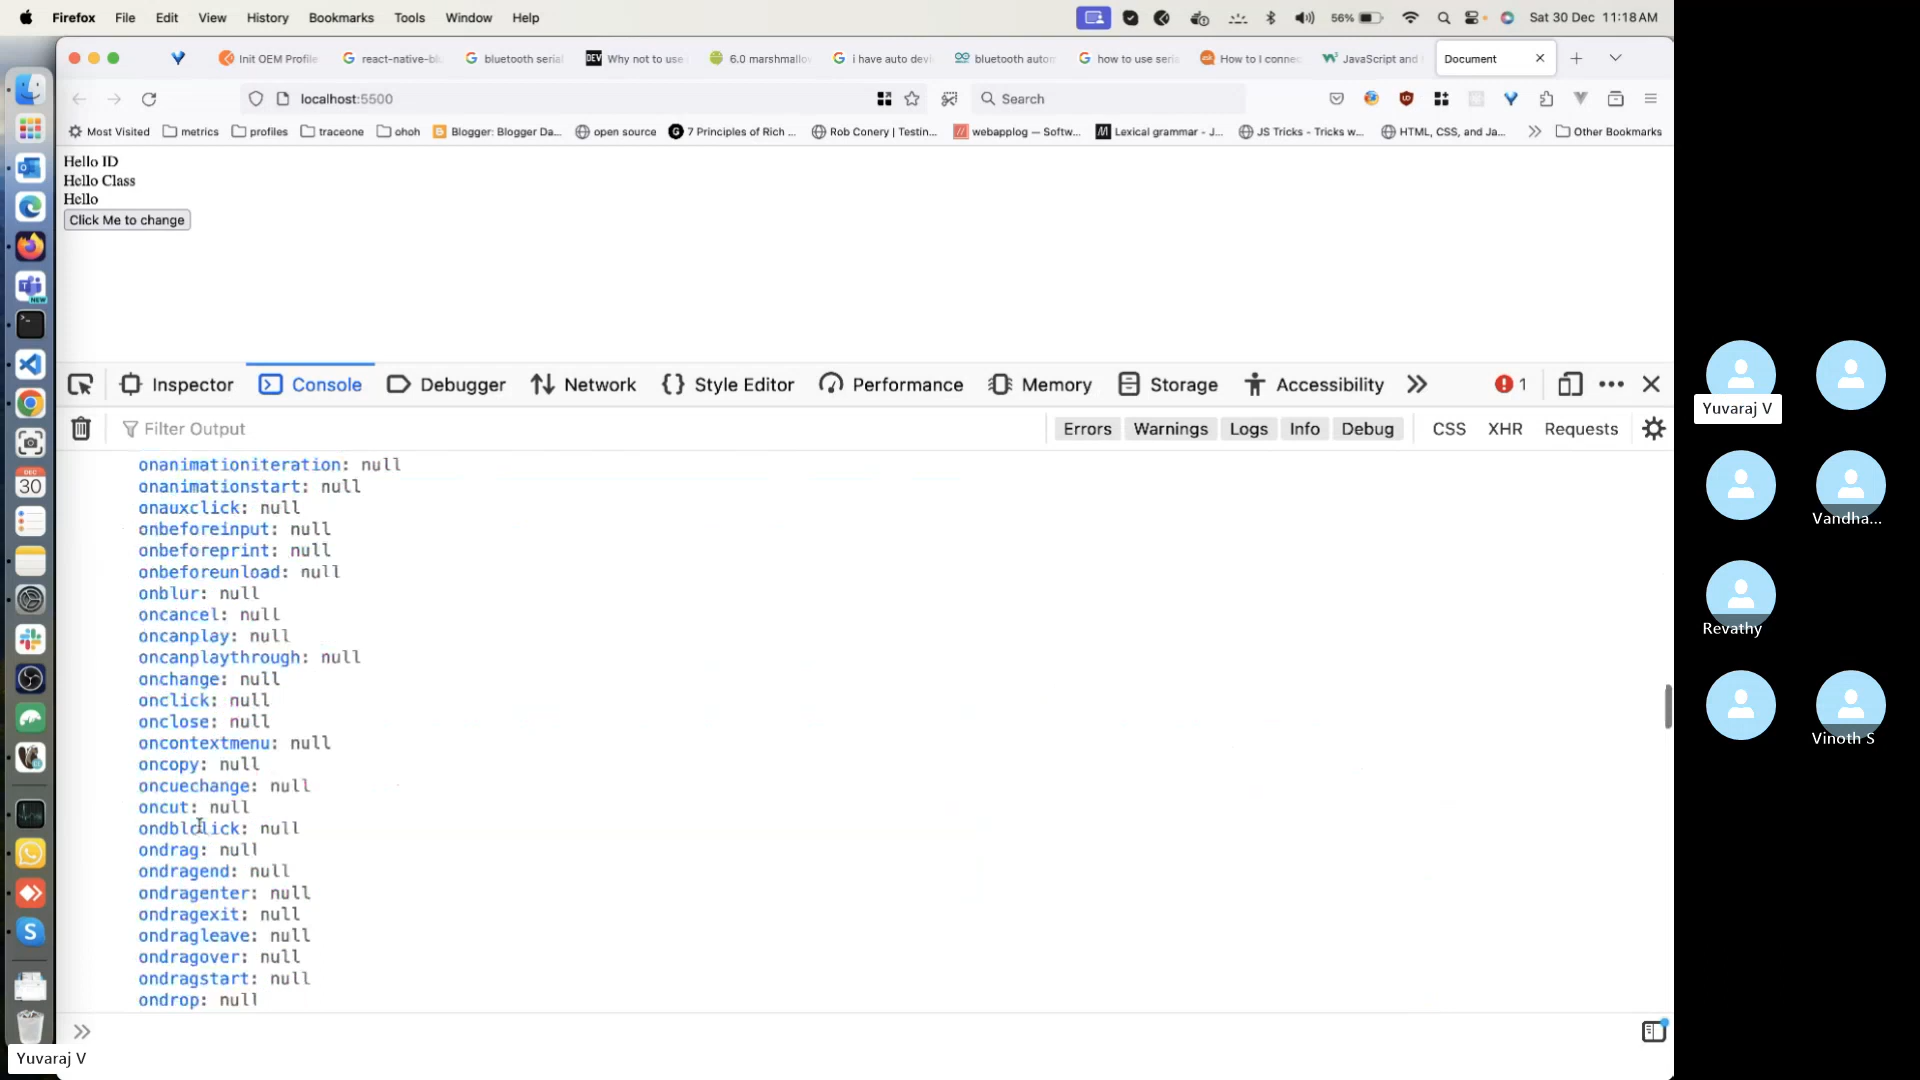 Firefox File Edit View History Bookmarks Tools Window Help 56% Sat 30 Dec 11:18 AM
Init OEM Profile react-native-blu bluetooth serial DEV Why not to use 6.0 marshmallo i have auto devi bluetooth autom how to use seria How to I connec JavaScript and Document
localhost:5500 Search
Most Visited metrics profiles traceone ohoh Blogger: Blogger Da... open source 7 Principles of Rich ... Rob Conery | Testin... webapplog — Softw... Lexical grammar - J... JS Tricks - Tricks w... HTML, CSS, and Ja... Other Bookmarks
Hello ID
Hello Class
Hello
Click Me to change
Inspector Console Debugger Network Style Editor Performance Memory Storage Accessibility 1
Filter Output Errors Warnings Logs Info Debug CSS XHR Requests
onanimationiteration: null
onanimationstart: null
onauxclick: null
onbeforeinput: null
onbeforeprint: null
onbeforeunload: null
onblur: null
oncancel: null
oncanplay: null
oncanplaythrough: null
onchange: null
onclick: null
onclose: null
oncontextmenu: null
oncopy: null
oncuechange: null
oncut: null
ondblclick: null
ondrag: null
ondragend: null
ondragenter: null
ondragexit: null
ondragleave: null
ondragover: null
ondragstart: null
ondrop: null
NEW
DEC
30
S
Yuvaraj V
Yuvaraj V
Vandha...
Revathy
Vinoth S